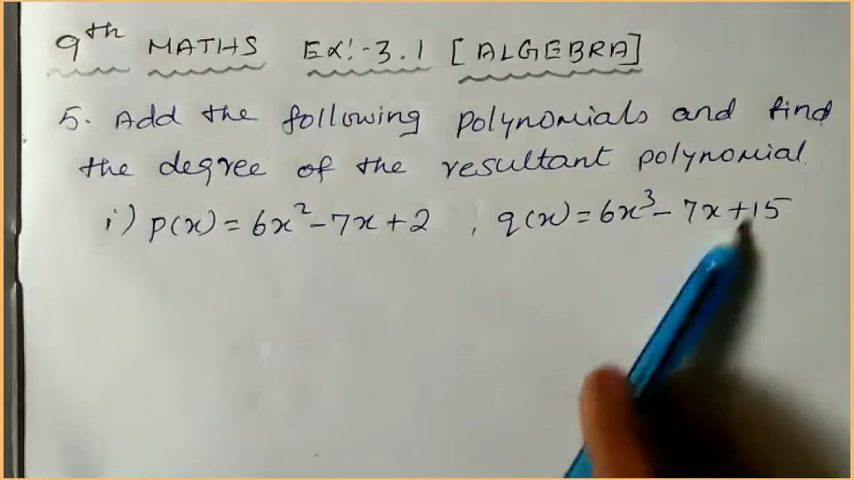 9th MATHS EX:-3.1 [ALGEBRA]
5. Add the following polynomials and find
the degree of the resultant polynomial.
i) p(x) = 6x² - 7x + 2 , q(x) = 6x³ - 7x + 15